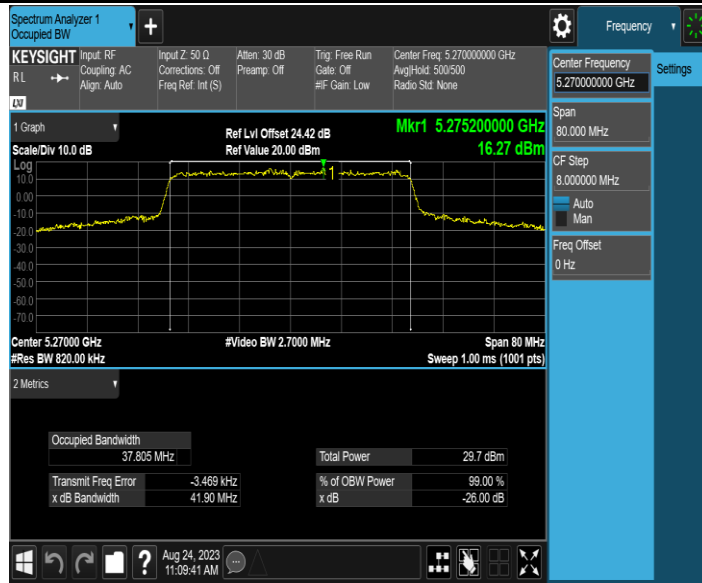 Spectrum Analyzer 1
Occupied BW
+
Frequency
KEYSIGHT
RL
LXI
Input: RF
Coupling: AC
Align: Auto
Input Z: 50 Ω
Corrections: Off
Freq Ref: Int (S)
Atten: 30 dB
Preamp: Off
Trig: Free Run
Gate: Off
#IF Gain: Low
Center Freq: 5.270000000 GHz
Avg|Hold: 500/500
Radio Std: None
Center Frequency
5.270000000 GHz
Settings
Span
80.000 MHz
CF Step
8.000000 MHz
Auto
Man
Freq Offset
0 Hz
1 Graph
Scale/Div 10.0 dB
Ref Lvl Offset 24.42 dB
Ref Value 20.00 dBm
Mkr1 5.275200000 GHz
16.27 dBm
Log
10.0
0.00
-10.0
-20.0
-30.0
-40.0
-50.0
-60.0
-70.0
1
Center 5.27000 GHz
#Res BW 820.00 kHz
#Video BW 2.7000 MHz
Span 80 MHz
Sweep 1.00 ms (1001 pts)
2 Metrics
Occupied Bandwidth
37.805 MHz
Total Power 29.7 dBm
Transmit Freq Error -3.469 kHz
% of OBW Power 99.00 %
x dB Bandwidth 41.90 MHz
x dB -26.00 dB
?
Aug 24, 2023
11:09:41 AM